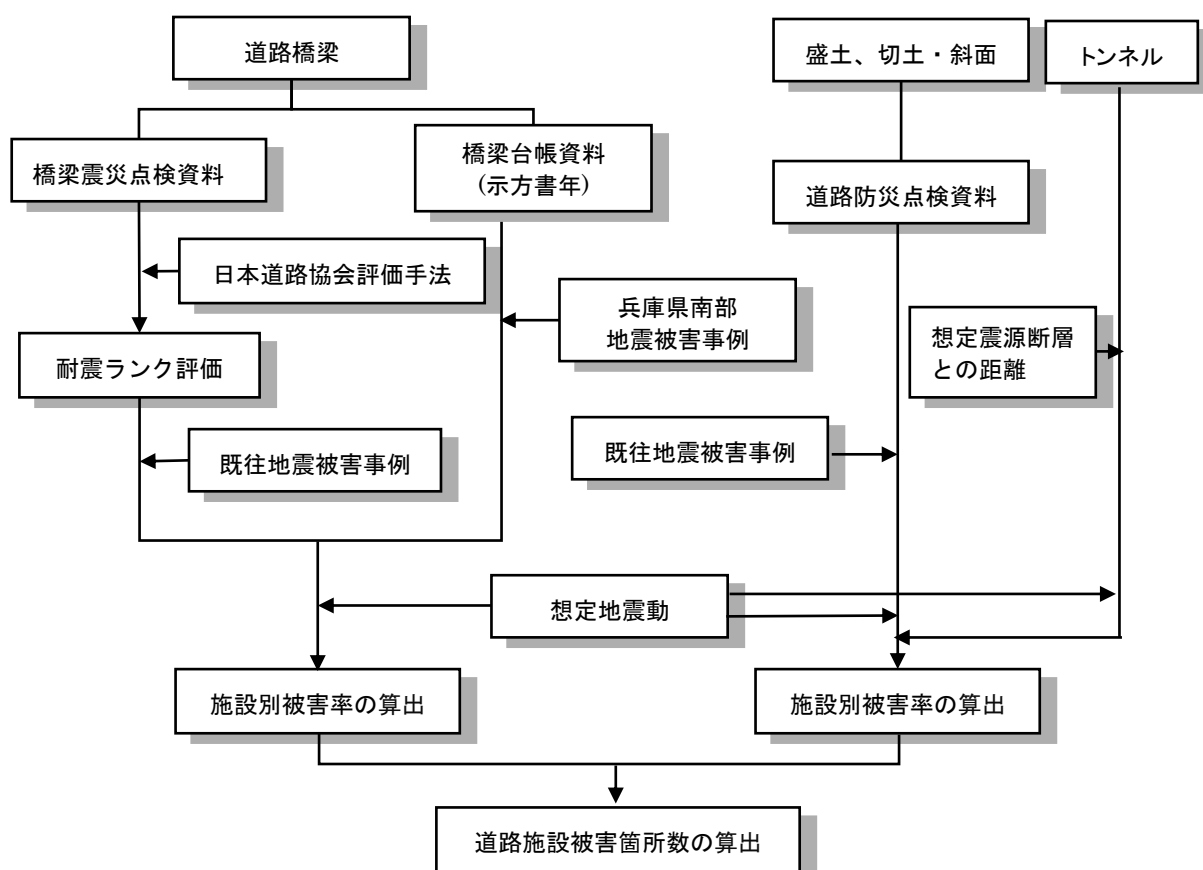 道路橋梁
盛土、切土・斜面
トンネル
橋梁震災点検資料
橋梁台帳資料
(示方書年)
道路防災点検資料
日本道路協会評価手法
兵庫県南部
地震被害事例
想定震源断層
との距離
耐震ランク評価
既往地震被害事例
既往地震被害事例
想定地震動
施設別被害率の算出
施設別被害率の算出
道路施設被害箇所数の算出